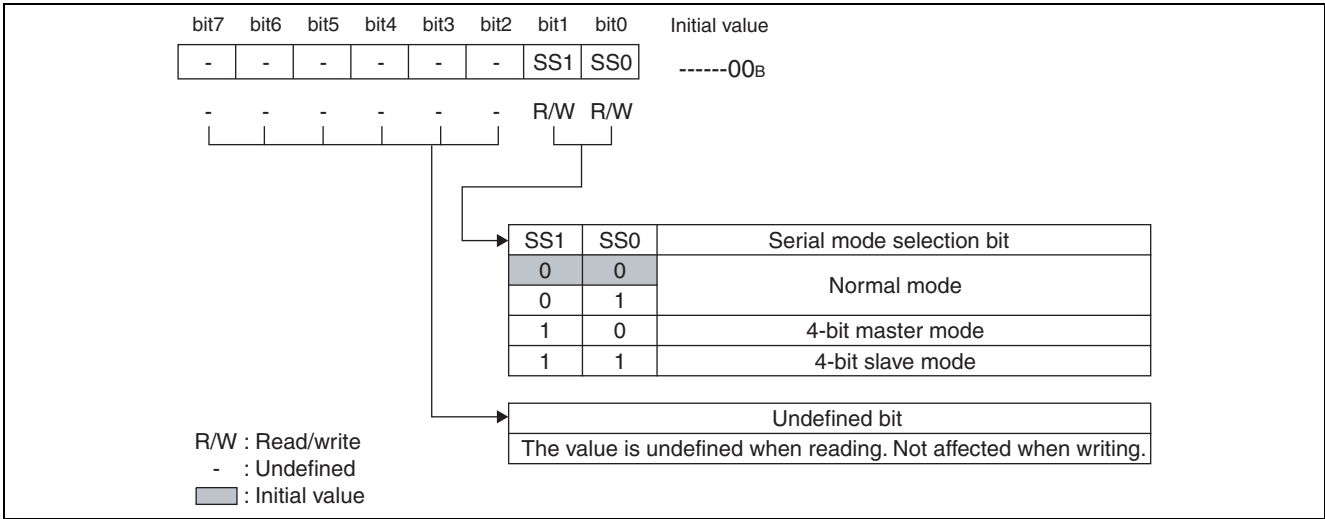 bit7 bit6 bit5 bit4 bit3 bit2 bit1 bit0 Initial value
- - - - - - SS1 SS0 ------00B
- - - - - - R/W R/W
SS1 SS0 Serial mode selection bit
0 0 Normal mode
0 1
1 0 4-bit master mode
1 1 4-bit slave mode
Undefined bit
The value is undefined when reading. Not affected when writing.
R/W : Read/write
- : Undefined
: Initial value